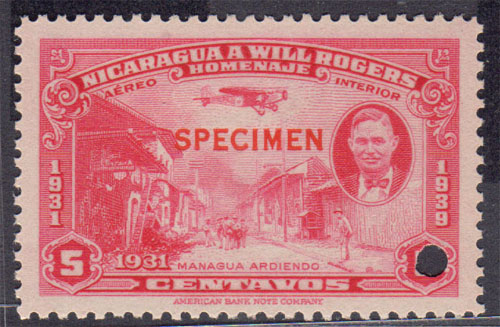 NICARAGUA A WILL ROGERS
HOMENAJE
AÉREO INTERIOR
SPECIMEN
1931
1939
5
1931 MANAGUA ARDIENDO
CENTAVOS
AMERICAN BANK NOTE COMPANY